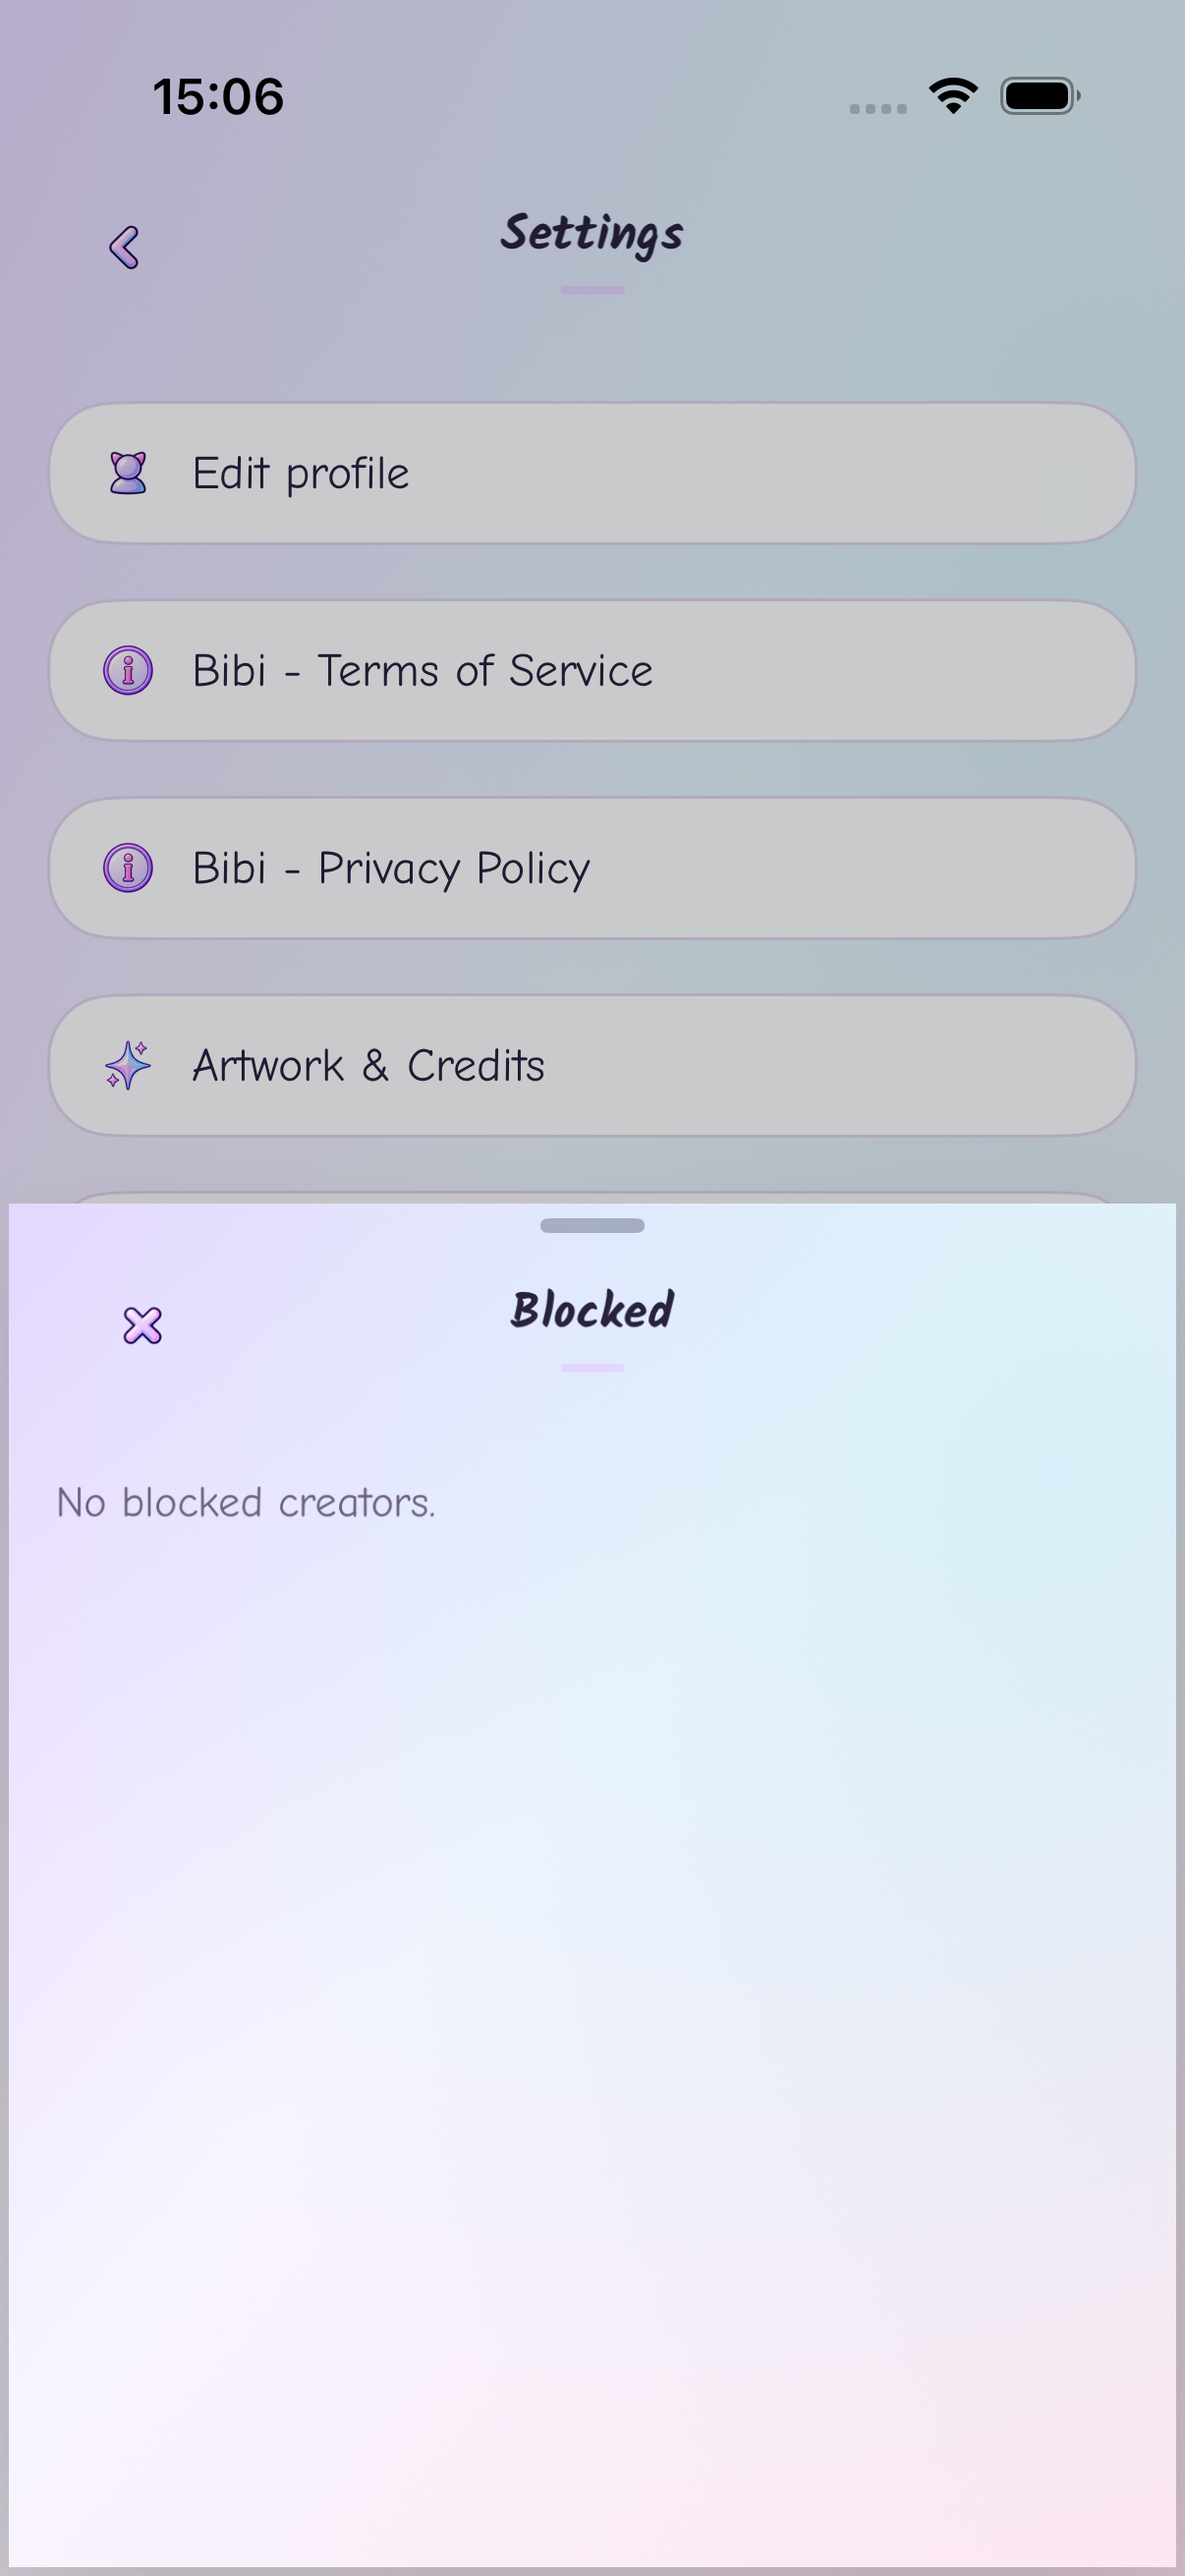 15:06
Settings
Edit profile
Bibi - Terms of Service
Bibi - Privacy Policy
Artwork & Credits
Blocked
No blocked creators.